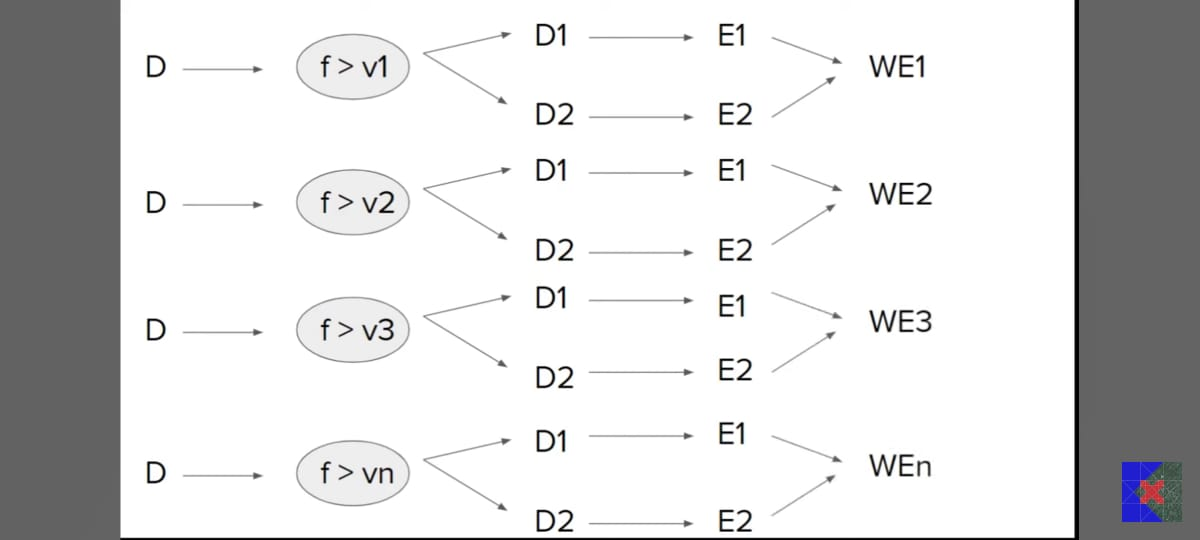 D f > v1 D1 E1 WE1
D2 E2
D f > v2 D1 E1 WE2
D2 E2
D f > v3 D1 E1 WE3
D2 E2
D f > vn D1 E1 WEn
D2 E2